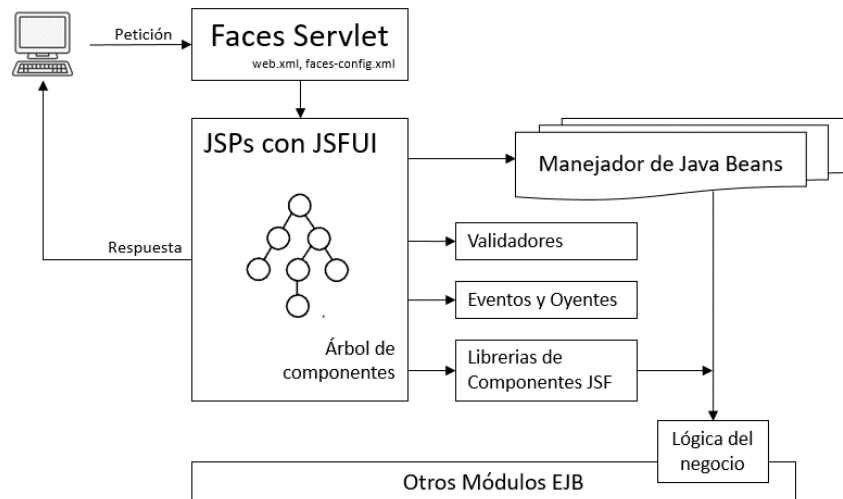 Petición
Faces Servlet
web.xml, faces-config.xml
JSPs con JSFUI
Manejador de Java Beans
Respuesta
Validadores
Eventos y Oyentes
Árbol de
componentes
Librerias de
Componentes JSF
Lógica del
negocio
Otros Módulos EJB